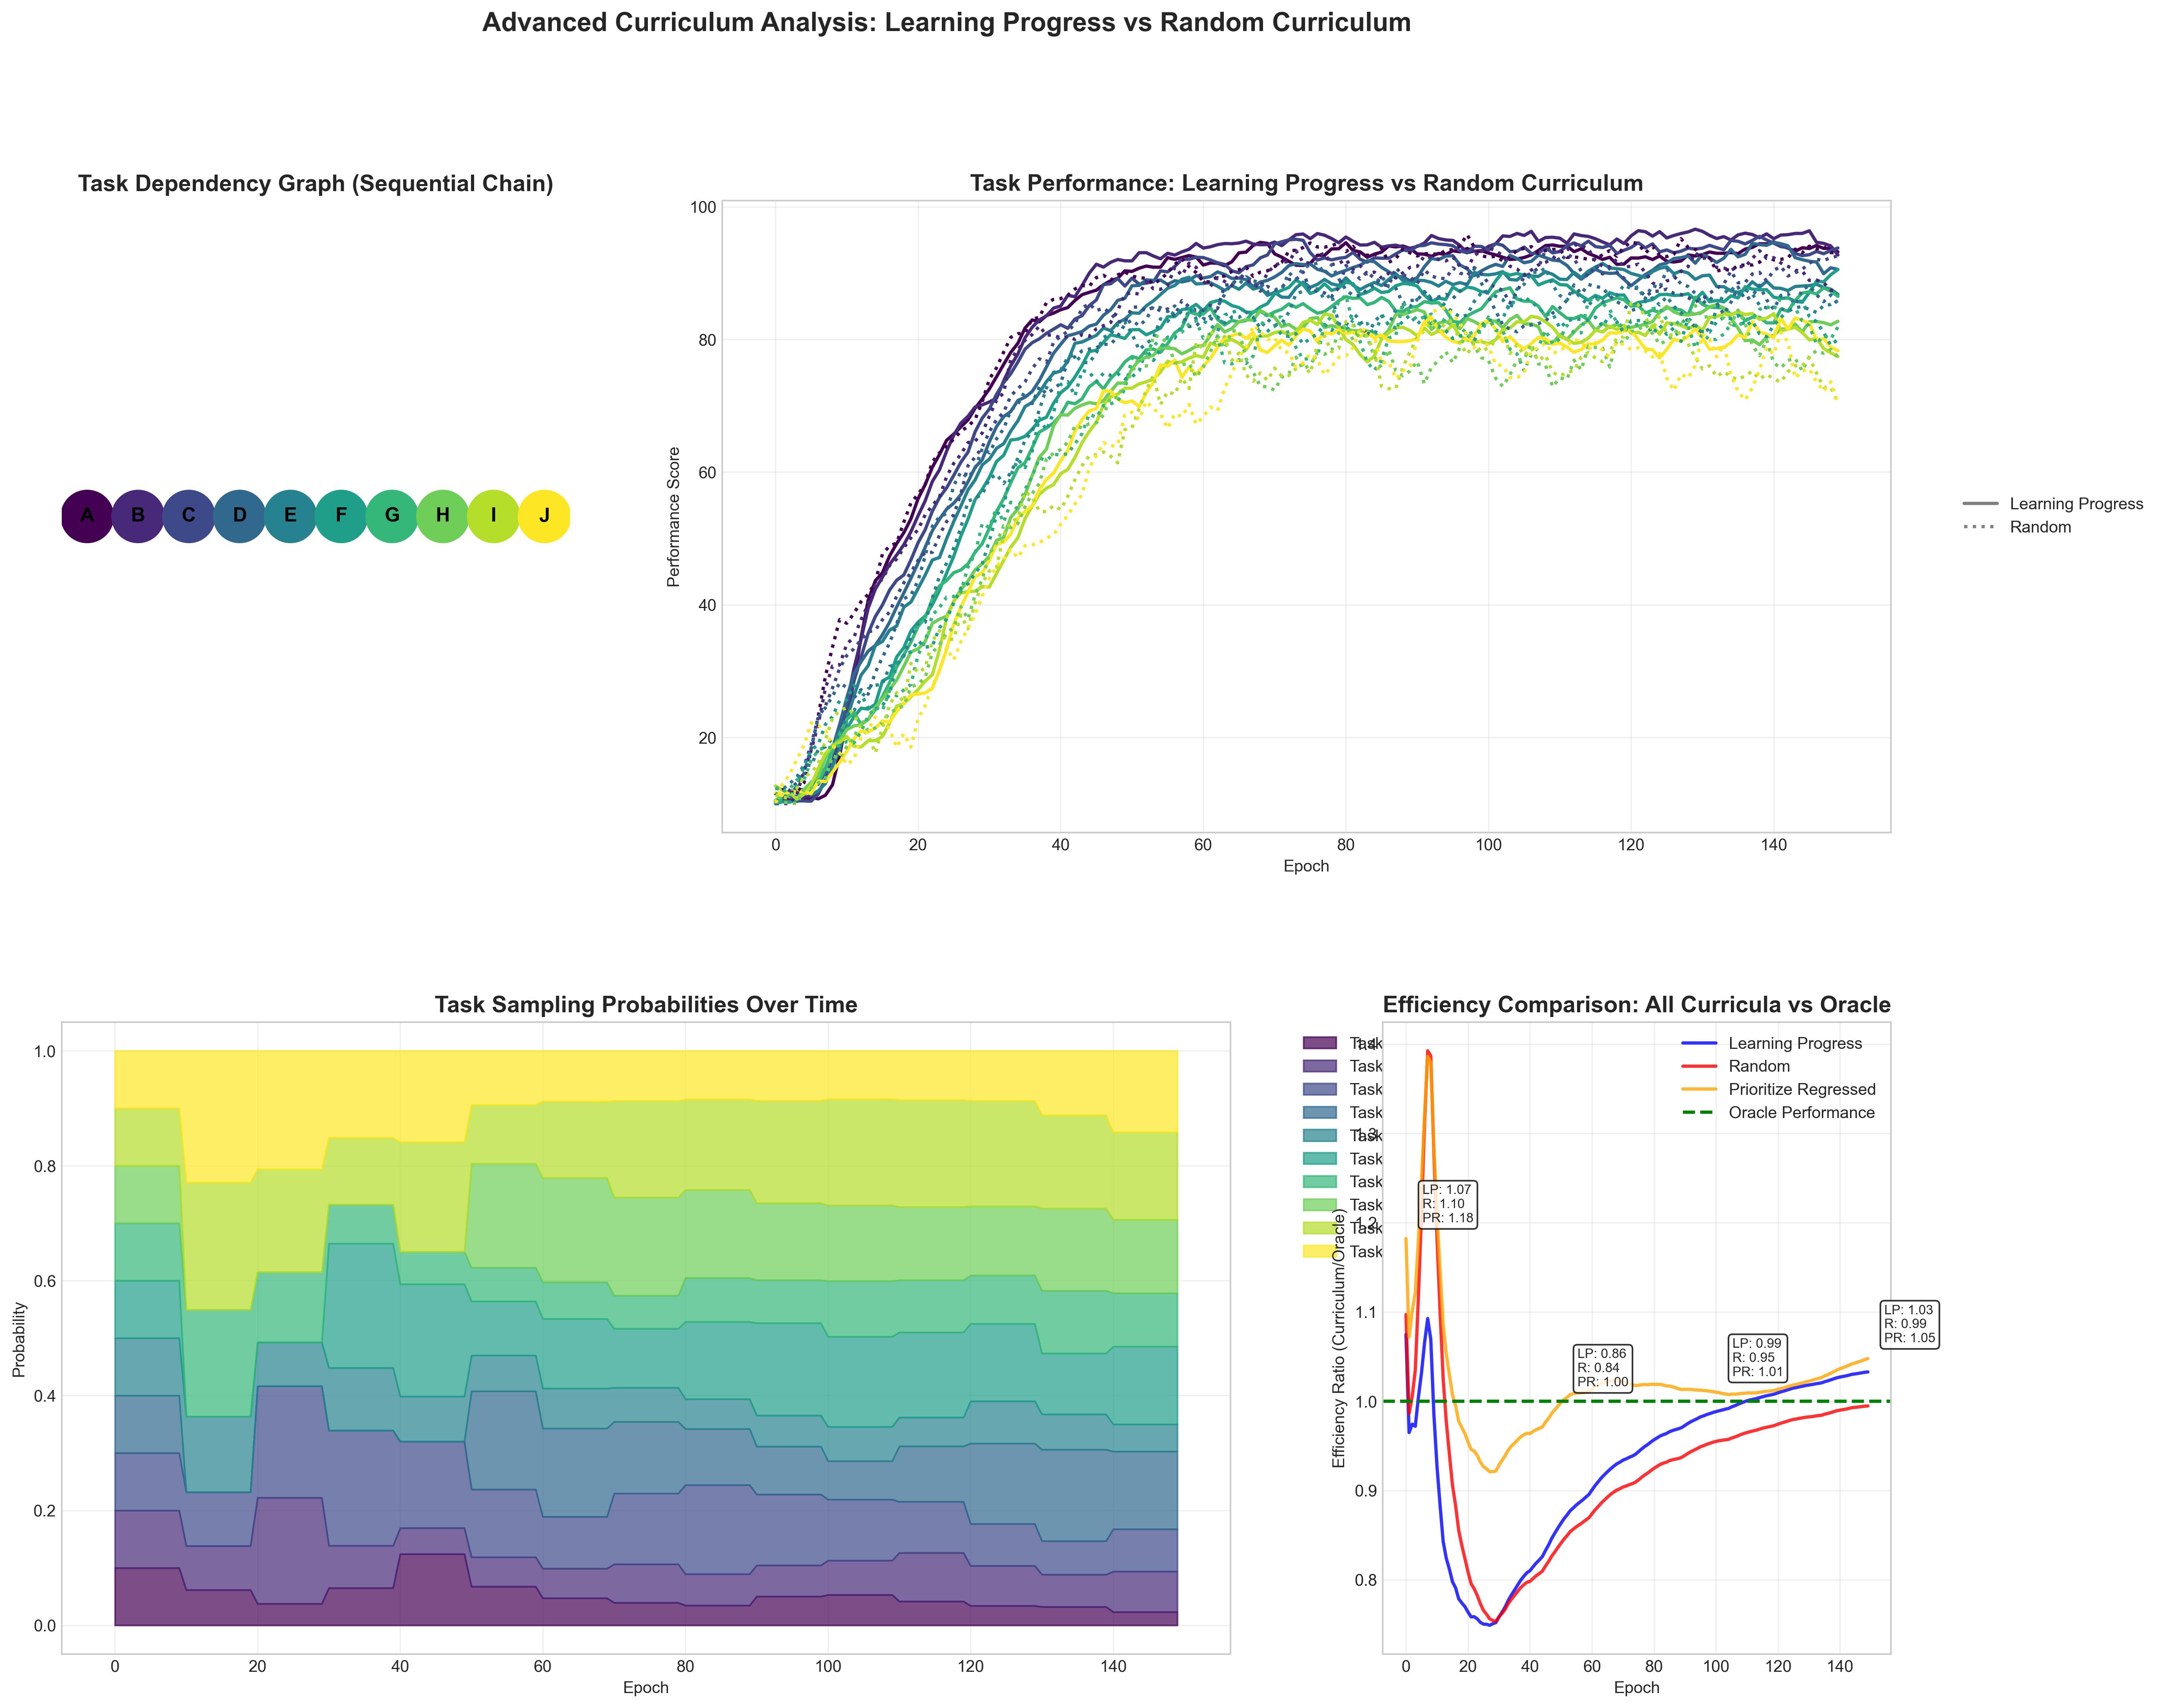 Advanced Curriculum Analysis: Learning Progress vs Random Curriculum
Task Dependency Graph (Sequential Chain)
A B C D E F G H I J
Task Performance: Learning Progress vs Random Curriculum
Performance Score
100
80
60
40
20
0 20 40 60 80 100 120 140
Epoch
Learning Progress
Random
Task Sampling Probabilities Over Time
Probability
1.0
0.8
0.6
0.4
0.2
0.0
0 20 40 60 80 100 120 140
Epoch
Task
Task
Task
Task
Task
Task
Task
Task
Task
Task
Efficiency Comparison: All Curricula vs Oracle
Efficiency Ratio (Curriculum/Oracle)
1.4
1.3
1.2
1.1
1.0
0.9
0.8
Learning Progress
Random
Prioritize Regressed
Oracle Performance
LP: 1.07
R: 1.10
PR: 1.18
LP: 0.86
R: 0.84
PR: 1.00
LP: 0.99
R: 0.95
PR: 1.01
LP: 1.03
R: 0.99
PR: 1.05
0 20 40 60 80 100 120 140
Epoch